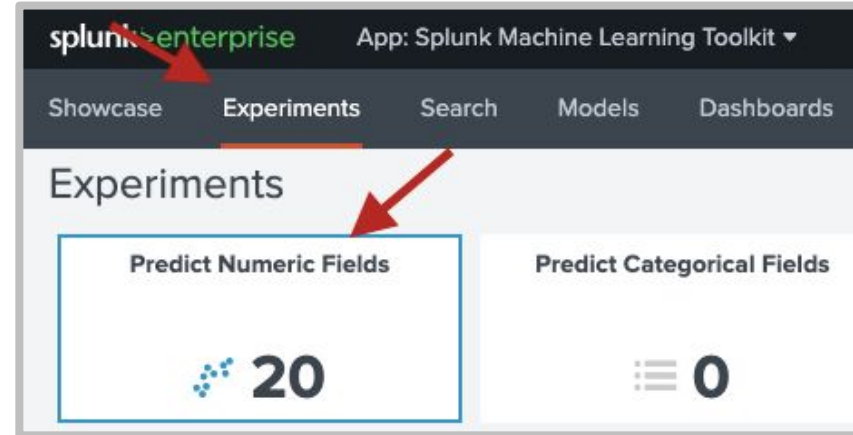 splunk>enterprise App: Splunk Machine Learning Toolkit ▾
Showcase Experiments Search Models Dashboards
Experiments
Predict Numeric Fields Predict Categorical Fields
20 0